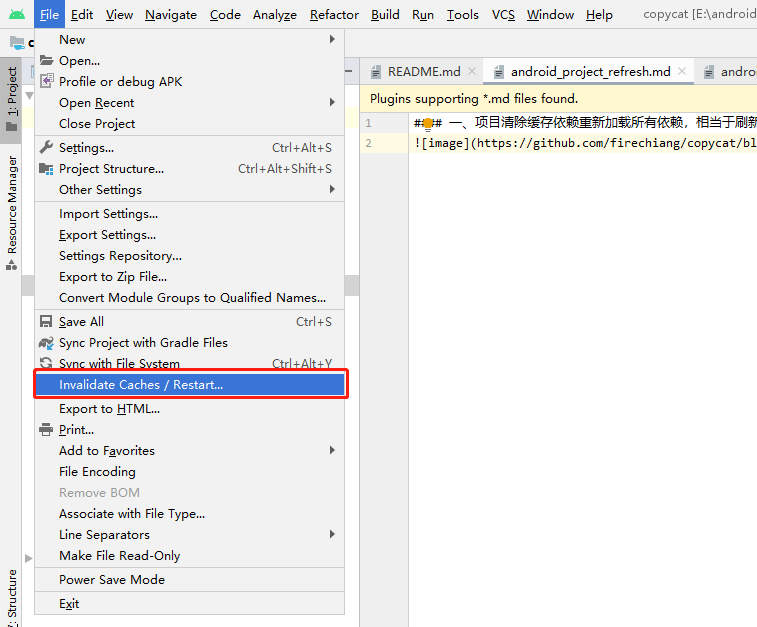 File Edit View Navigate Code Analyze Refactor Build Run Tools VCS Window Help copycat [E:\android
New
Open...
Profile or debug APK
Open Recent
Close Project
Settings... Ctrl+Alt+S
Project Structure... Ctrl+Alt+Shift+S
Other Settings
Import Settings...
Export Settings...
Settings Repository...
Export to Zip File...
Convert Module Groups to Qualified Names...
Save All Ctrl+S
Sync Project with Gradle Files
Sync with File System Ctrl+Alt+Y
Invalidate Caches / Restart...
Export to HTML...
Print...
Add to Favorites
File Encoding
Remove BOM
Associate with File Type...
Line Separators
Make File Read-Only
Power Save Mode
Exit
1: Project
Resource Manager
7: Structure
README.md android_project_refresh.md andro
Plugins supporting *.md files found.
1 #### 一、项目清除缓存依赖重新加载所有依赖，相当于刷新
2 ![image](https://github.com/firechiang/copycat/bl